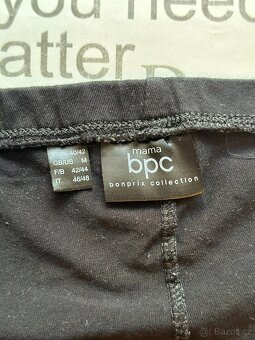 you need
atter
40/42
GB/US M
F/B 42/44
IT 46/48
mama
bpc
bonprix collection